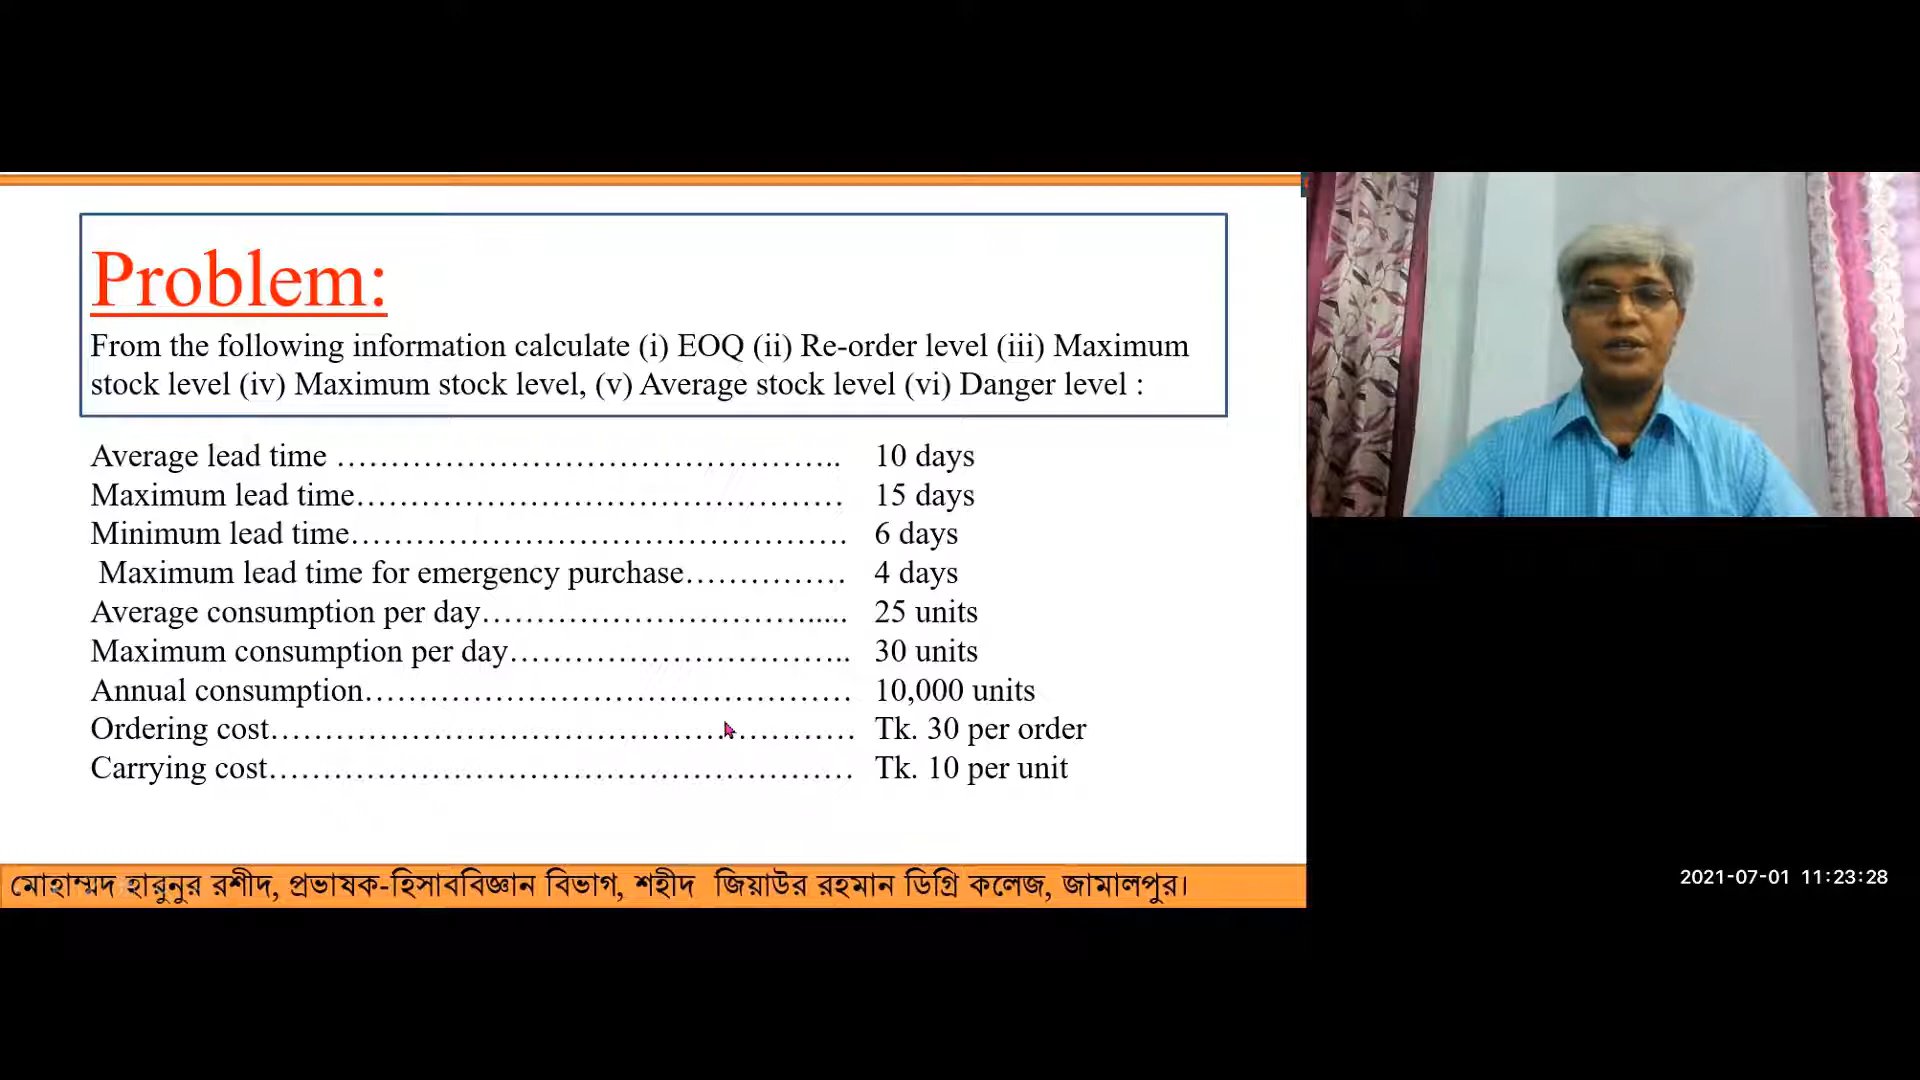 Problem:
From the following information calculate (i) EOQ (ii) Re-order level (iii) Maximum
stock level (iv) Maximum stock level, (v) Average stock level (vi) Danger level :
Average lead time ……………………………………….. 10 days
Maximum lead time……………………………………… 15 days
Minimum lead time………………………………………. 6 days
Maximum lead time for emergency purchase…………… 4 days
Average consumption per day…………………………..... 25 units
Maximum consumption per day………………………….. 30 units
Annual consumption……………………………………… 10,000 units
Ordering cost……………………………………………… Tk. 30 per order
Carrying cost……………………………………………… Tk. 10 per unit
মোহাম্মদ হারুনুর রশীদ, প্রভাষক-হিসাববিজ্ঞান বিভাগ, শহীদ জিয়াউর রহমান ডিগ্রি কলেজ, জামালপুর।
2021-07-01 11:23:28